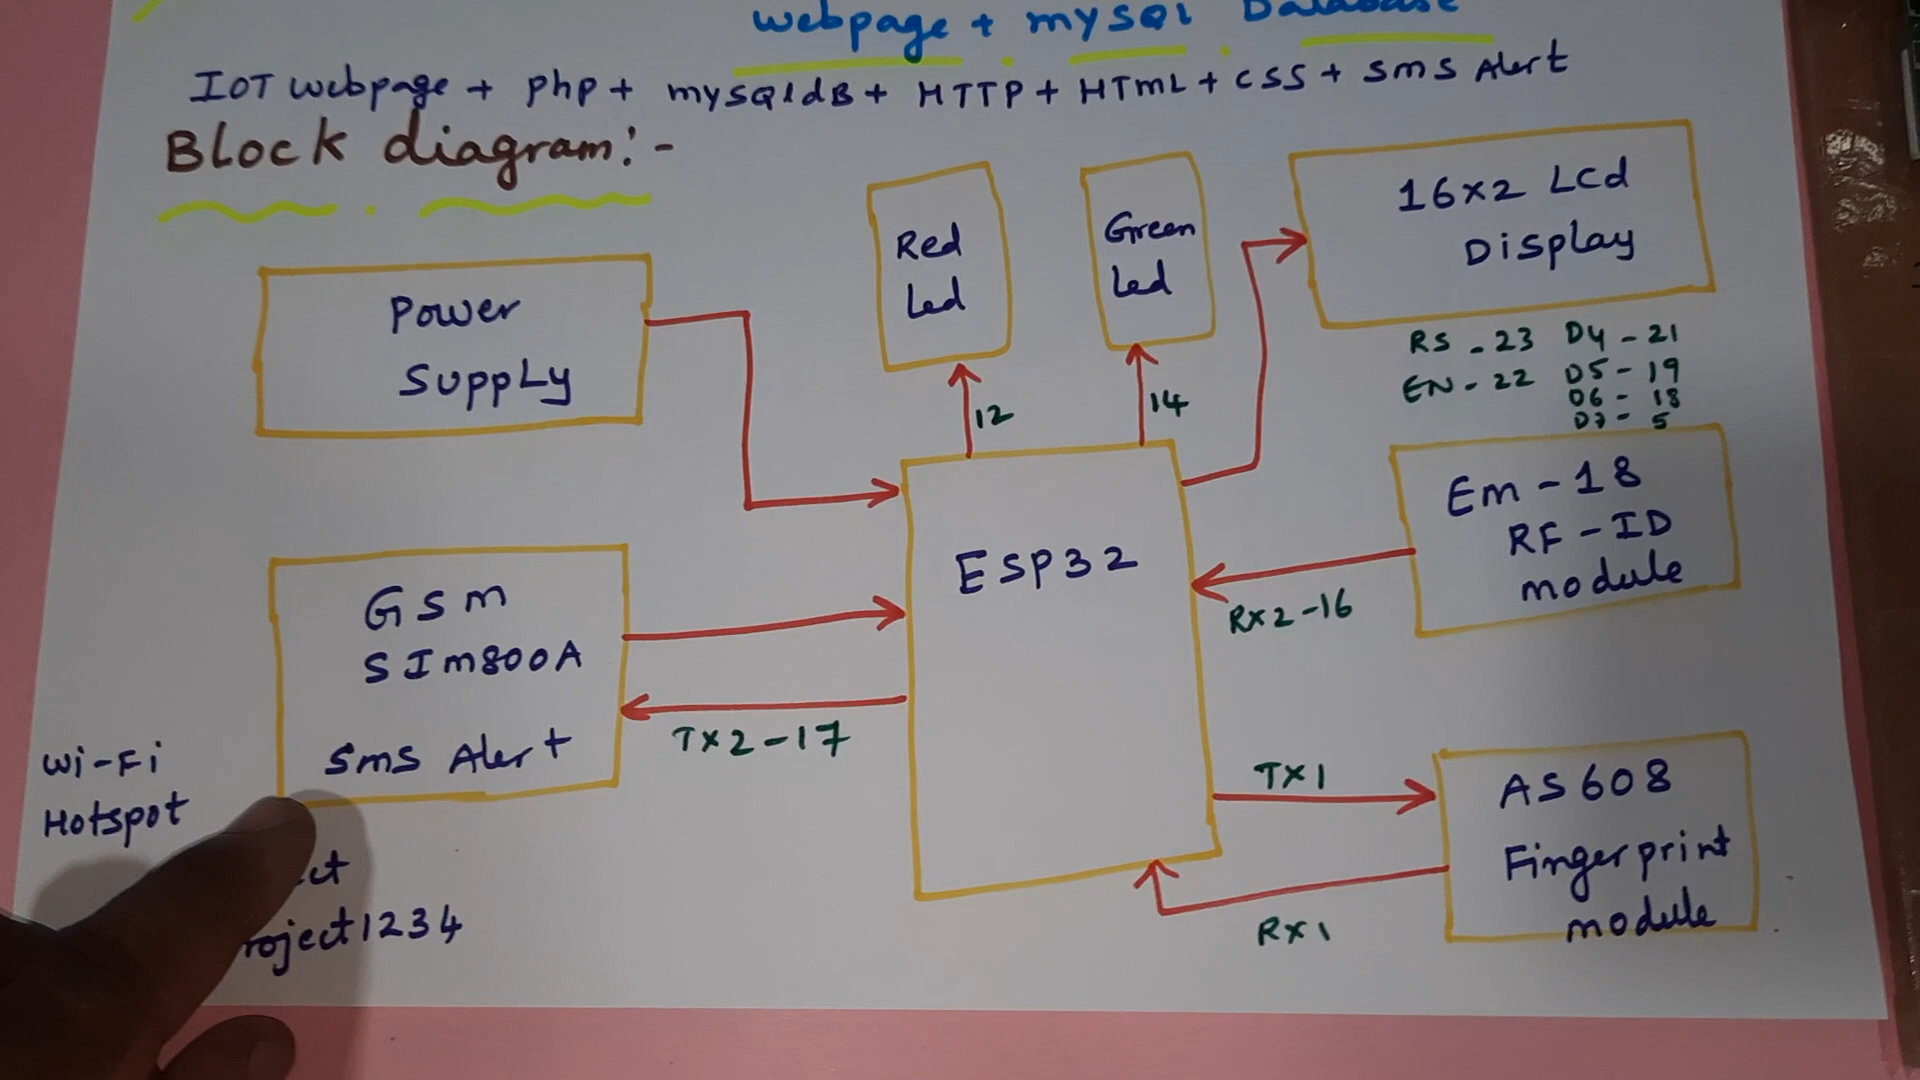 webpage + mysql Database
IOT webpage + php + mysqldB + HTTP + HTML + CSS + SMS Alert
Block diagram:-
Power
Supply
Red
Led
Green
Led
16x2 Lcd
Display
RS - 23 D4 - 21
EN - 22 D5 - 19
D6 - 18
D7 - 5
12
14
ESP32
Em - 18
RF - ID
module
Rx2 - 16
GSM
SIM800A
SMS Alert
TX2 - 17
Wi-Fi
Hotspot
ct
roject1234
TX1
RX1
AS608
Fingerprint
module